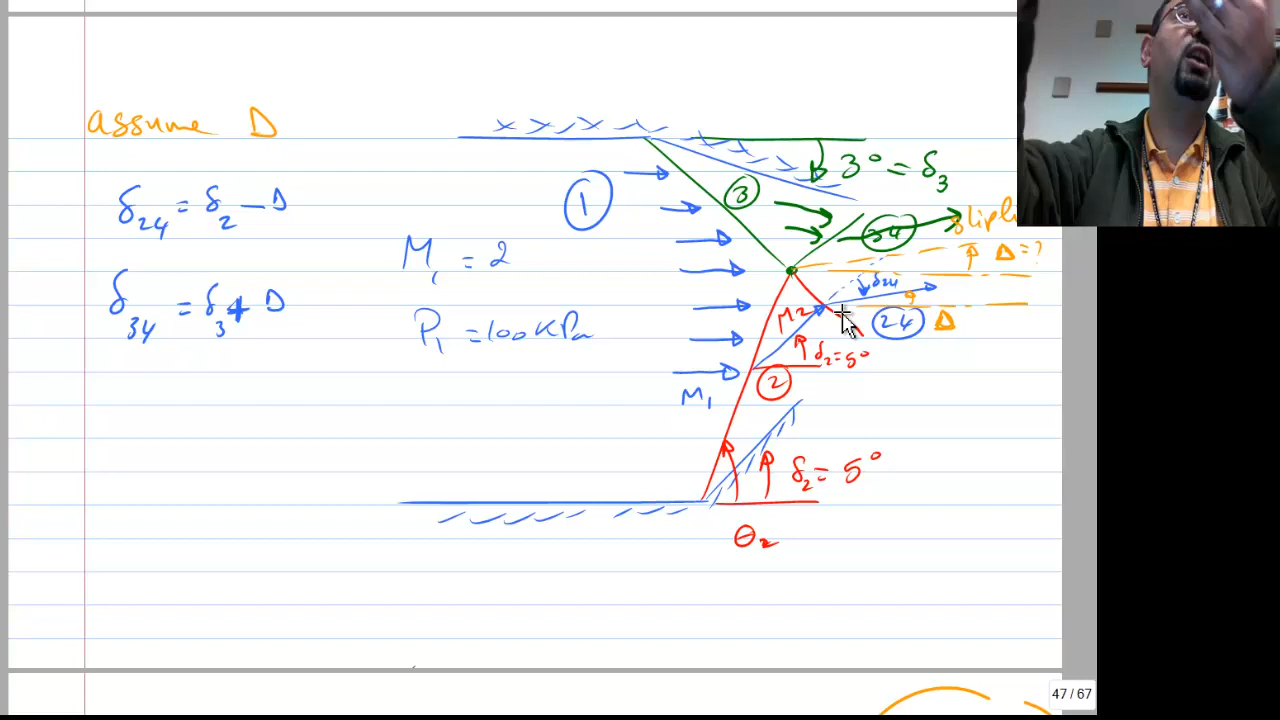 assume D
δ24 = δ2 - D
δ34 = δ3 + D
①
M1 = 2
P1 = 100 KPa
M1
③
3° = δ3
34
Δ = ?
δ24
24 Δ
M2
δ2 = 5°
②
δ2 = 5°
θ2
47 / 67